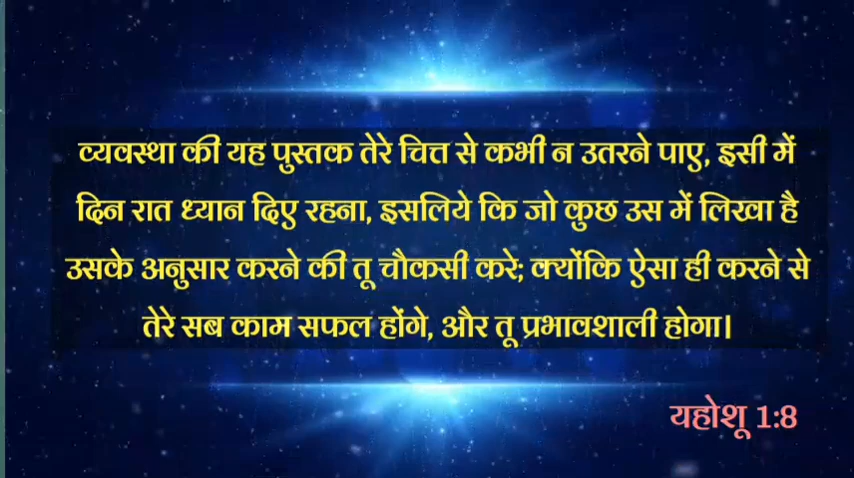 व्यवस्था की यह पुस्तक तेरे चित्त से कभी न उतरने पाए, इसी में
दिन रात ध्यान दिए रहना, इसलिये कि जो कुछ उस में लिखा है
उसके अनुसार करने की तू चौकसी करे; क्योंकि ऐसा ही करने से
तेरे सब काम सफल होंगे, और तू प्रभावशाली होगा।
यहोशू 1:8